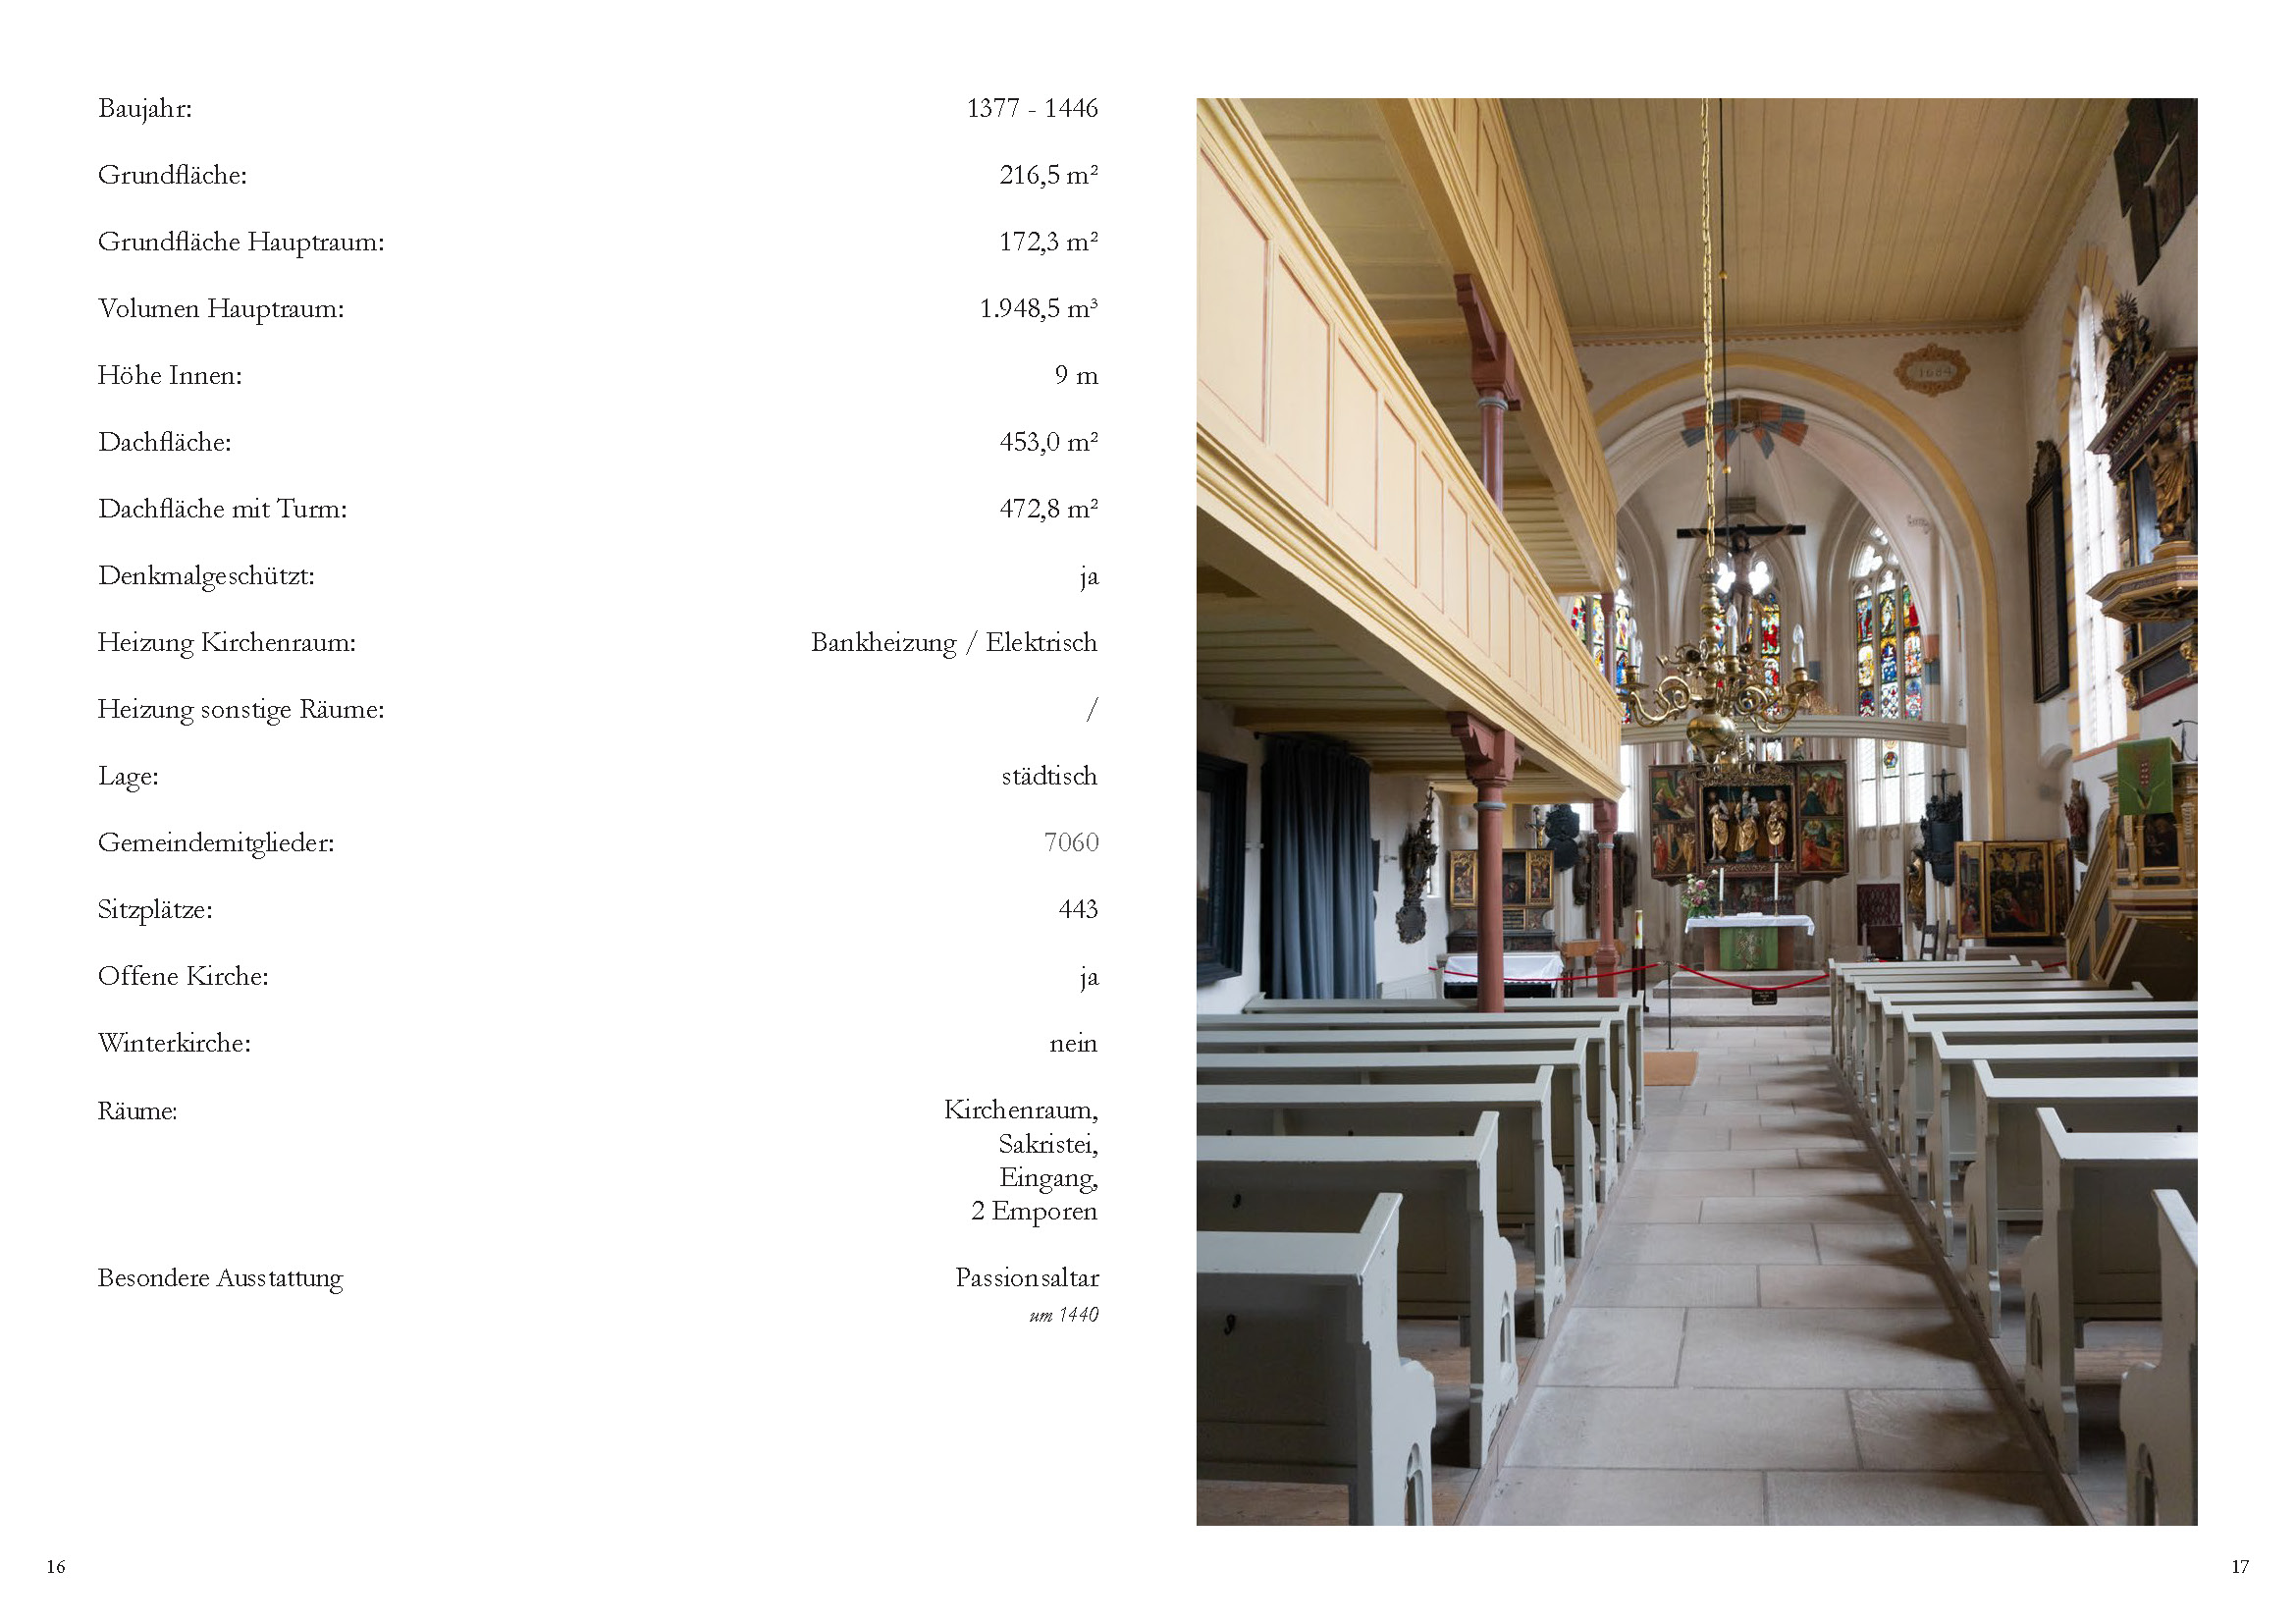 Baujahr: 1377 - 1446
Grundfläche: 216,5 m²
Grundfläche Hauptraum: 172,3 m²
Volumen Hauptraum: 1.948,5 m³
Höhe Innen: 9 m
Dachfläche: 453,0 m²
Dachfläche mit Turm: 472,8 m²
Denkmalgeschützt: ja
Heizung Kirchenraum: Bankheizung / Elektrisch
Heizung sonstige Räume: /
Lage: städtisch
Gemeindemitglieder: 7060
Sitzplätze: 443
Offene Kirche: ja
Winterkirche: nein
Räume: Kirchenraum,
Sakristei,
Eingang,
2 Emporen
Besondere Ausstattung Passionsaltar
um 1440
16
1684
17